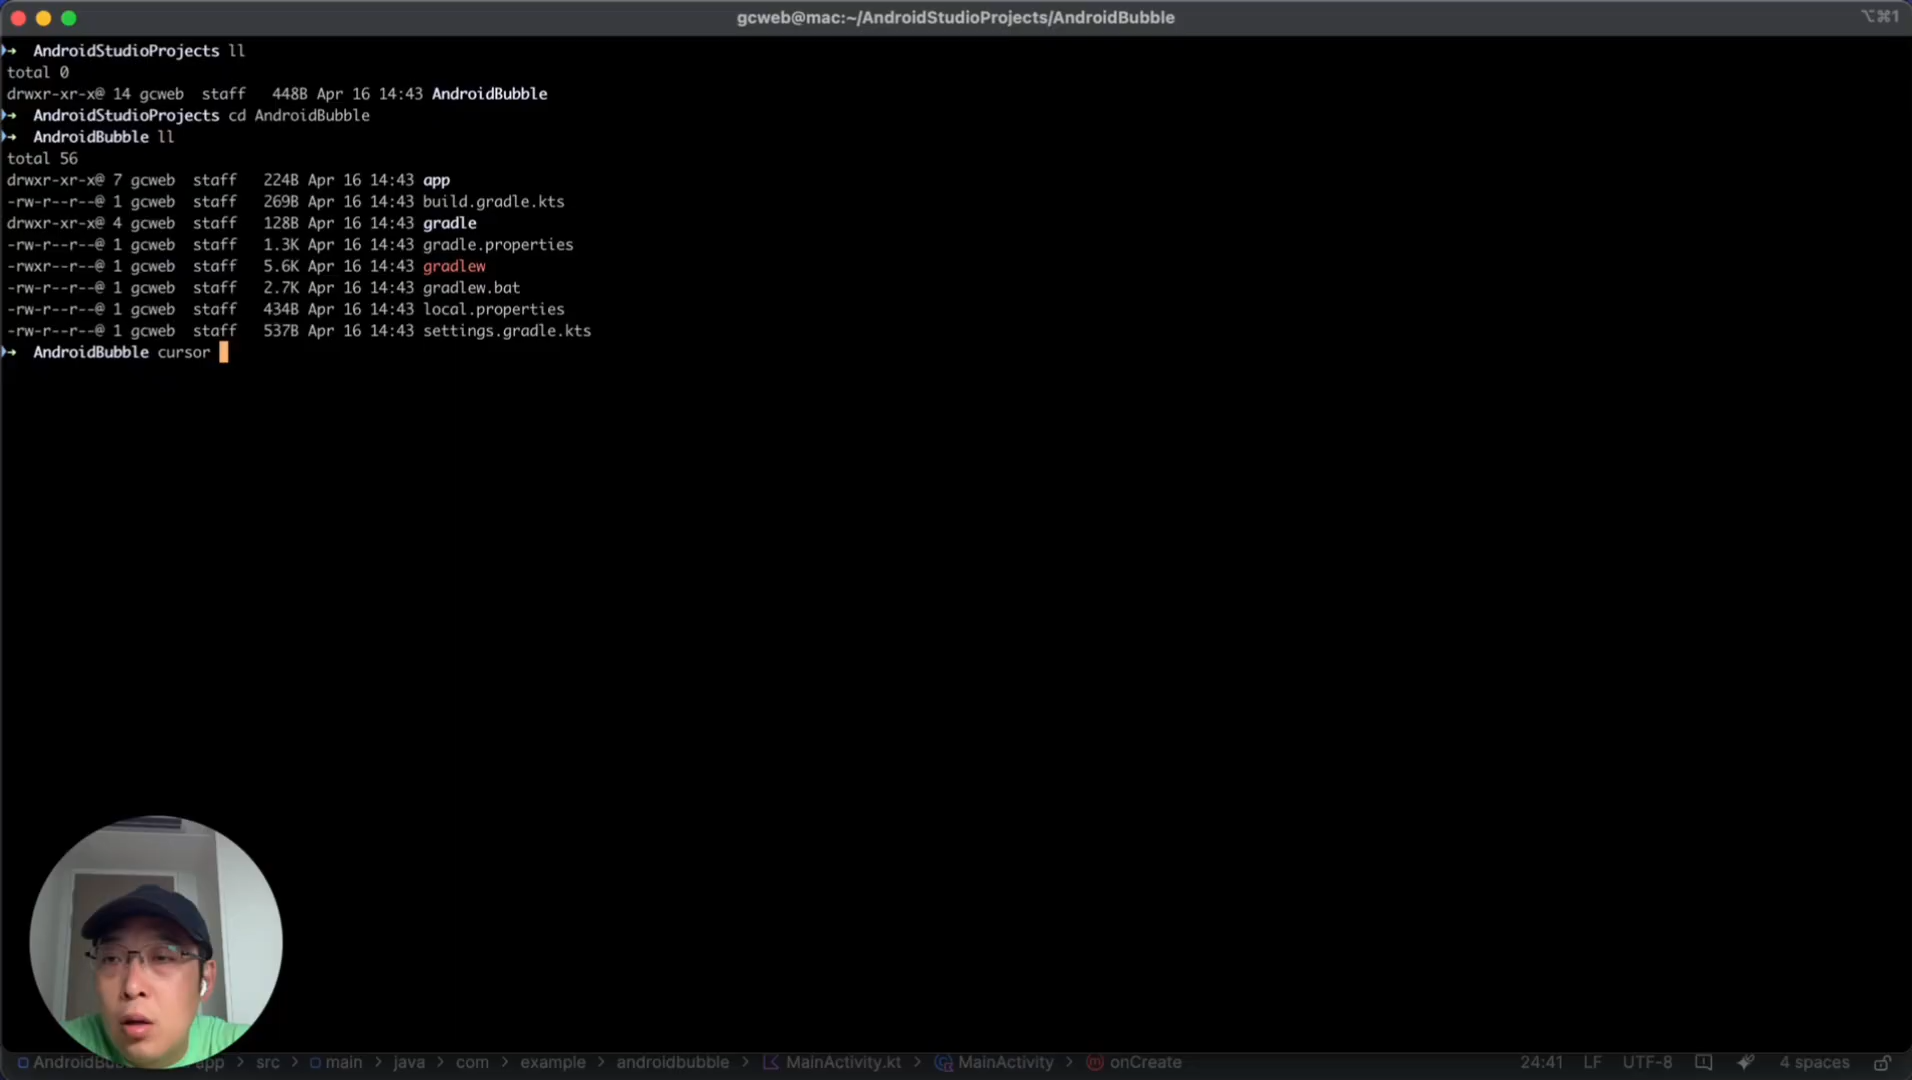 gcweb@mac:~/AndroidStudioProjects/AndroidBubble
⌥⌘1
➜ AndroidStudioProjects ll
total 0
drwxr-xr-x@ 14 gcweb staff 448B Apr 16 14:43 AndroidBubble
➜ AndroidStudioProjects cd AndroidBubble
➜ AndroidBubble ll
total 56
drwxr-xr-x@ 7 gcweb staff 224B Apr 16 14:43 app
-rw-r--r--@ 1 gcweb staff 269B Apr 16 14:43 build.gradle.kts
drwxr-xr-x@ 4 gcweb staff 128B Apr 16 14:43 gradle
-rw-r--r--@ 1 gcweb staff 1.3K Apr 16 14:43 gradle.properties
-rwxr--r--@ 1 gcweb staff 5.6K Apr 16 14:43 gradlew
-rw-r--r--@ 1 gcweb staff 2.7K Apr 16 14:43 gradlew.bat
-rw-r--r--@ 1 gcweb staff 434B Apr 16 14:43 local.properties
-rw-r--r--@ 1 gcweb staff 537B Apr 16 14:43 settings.gradle.kts
➜ AndroidBubble cursor
app > src > main > java > com > example > androidbubble > MainActivity.kt > MainActivity > onCreate 24:41 LF UTF-8 4 spaces